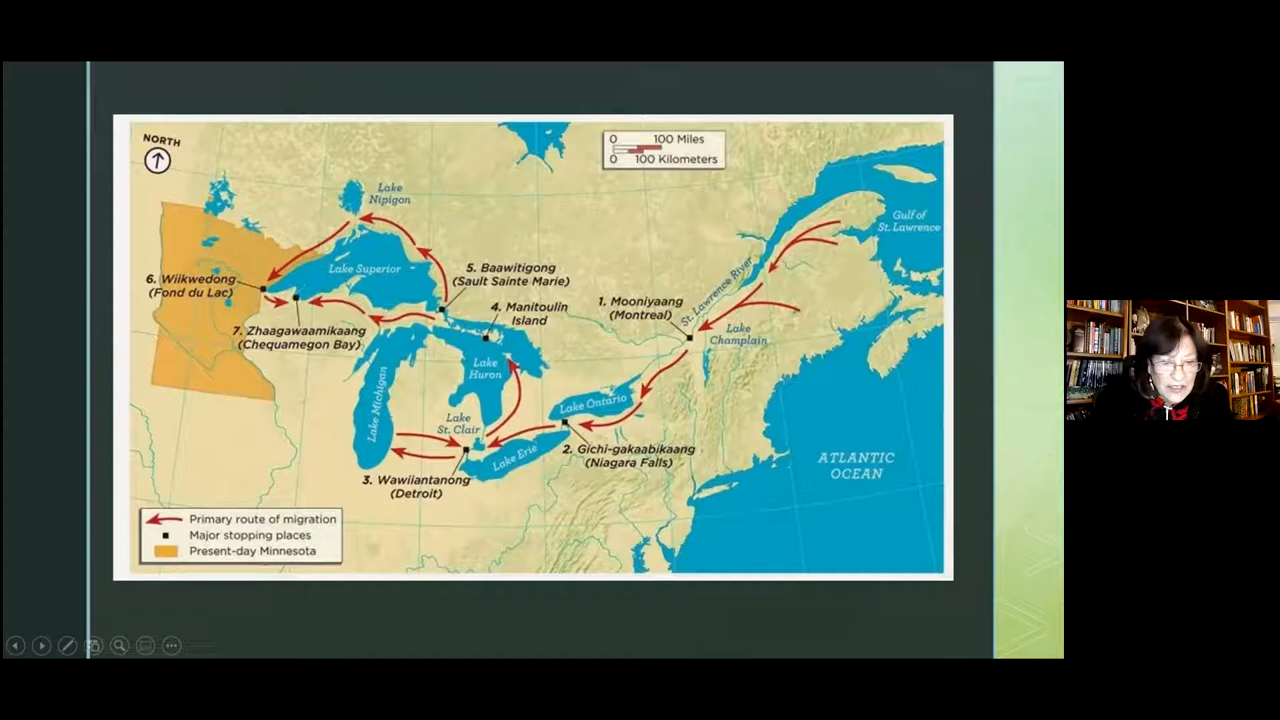 NORTH
0 100 Miles
0 100 Kilometers
Lake
Nipigon
Gulf of
St. Lawrence
Lake Superior
5. Baawitigong
(Sault Sainte Marie)
6. Wiikwedong
(Fond du Lac)
St. Lawrence River
1. Mooniyaang
(Montreal)
4. Manitoulin
Island
7. Zhaagawaamikaang
(Chequamegon Bay)
Lake
Champlain
Lake
Huron
Lake Michigan
Lake Ontario
Lake
St. Clair
2. Gichi-gakaabikaang
(Niagara Falls)
Lake Erie
ATLANTIC
OCEAN
3. Wawiiantanong
(Detroit)
Primary route of migration
Major stopping places
Present-day Minnesota